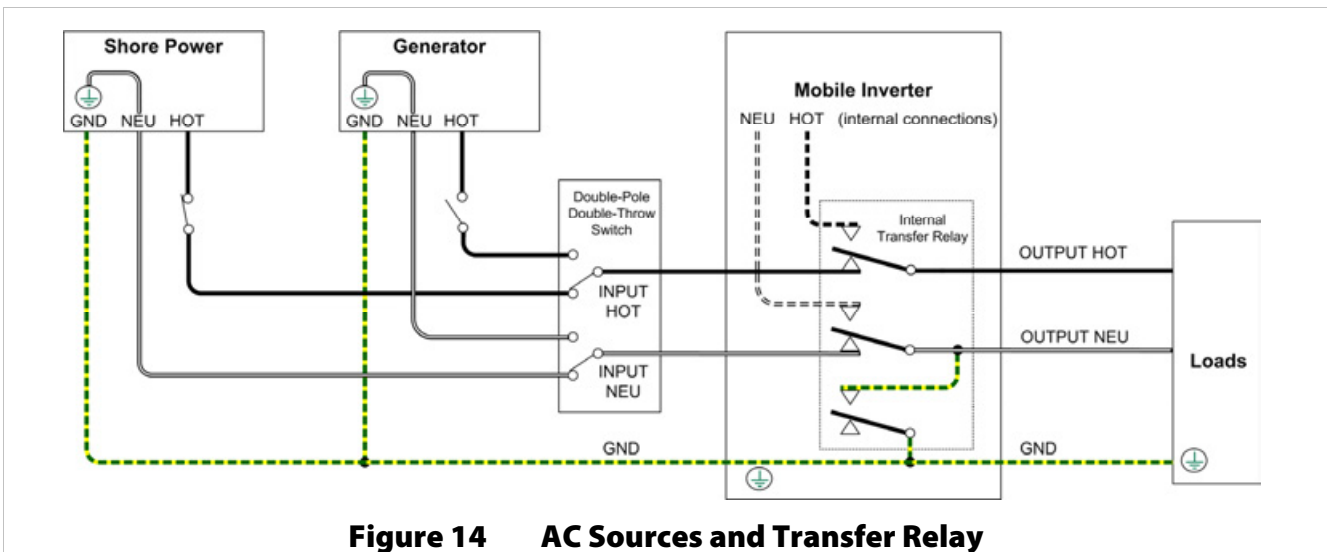 Shore Power
GND NEU HOT
Generator
GND NEU HOT
Double-Pole
Double-Throw
Switch
INPUT
HOT
INPUT
NEU
Mobile Inverter
NEU HOT (internal connections)
Internal
Transfer Relay
OUTPUT HOT
OUTPUT NEU
Loads
GND
GND
Figure 14 AC Sources and Transfer Relay